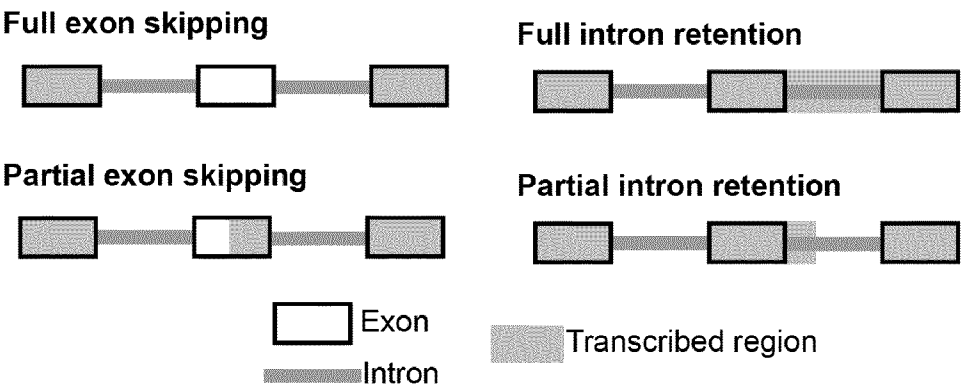 Full exon skipping
Full intron retention
Partial exon skipping
Partial intron retention
Exon
Intron
Transcribed region